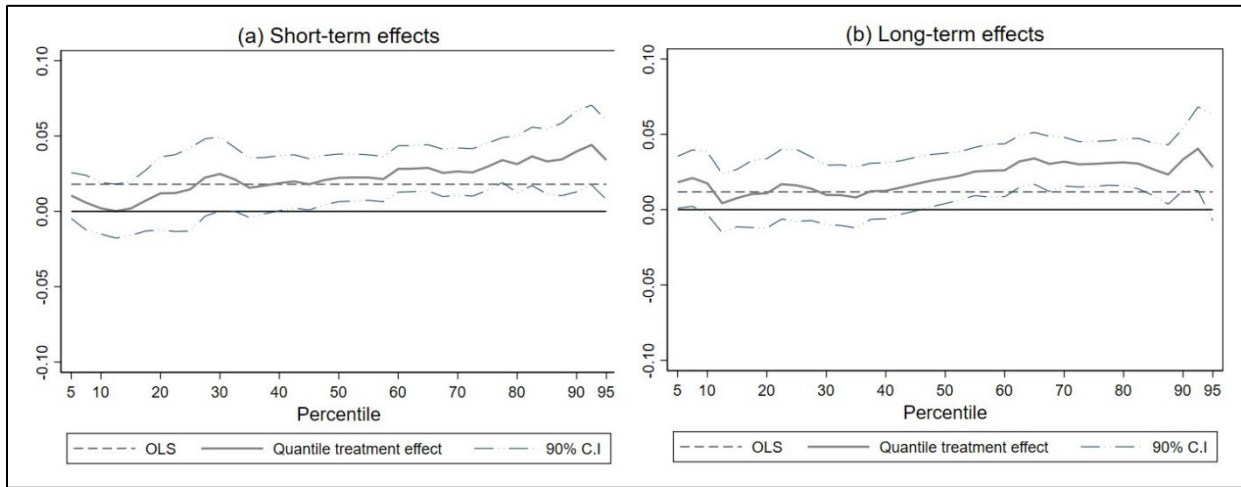 (a) Short-term effects
0.10
0.05
0.00
-0.05
-0.10
5 10 20 30 40 50 60 70 80 90 95
Percentile
OLS Quantile treatment effect 90% C.I
(b) Long-term effects
0.10
0.05
0.00
-0.05
-0.10
5 10 20 30 40 50 60 70 80 90 95
Percentile
OLS Quantile treatment effect 90% C.I